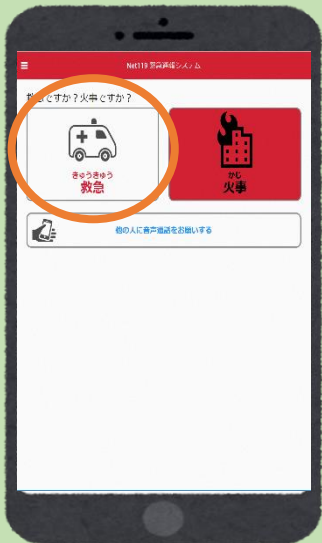 Net119 緊急通報システム
救急ですか？火事ですか？
きゅうきゅう
救急
かじ
火事
他の人に音声通話をお願いする